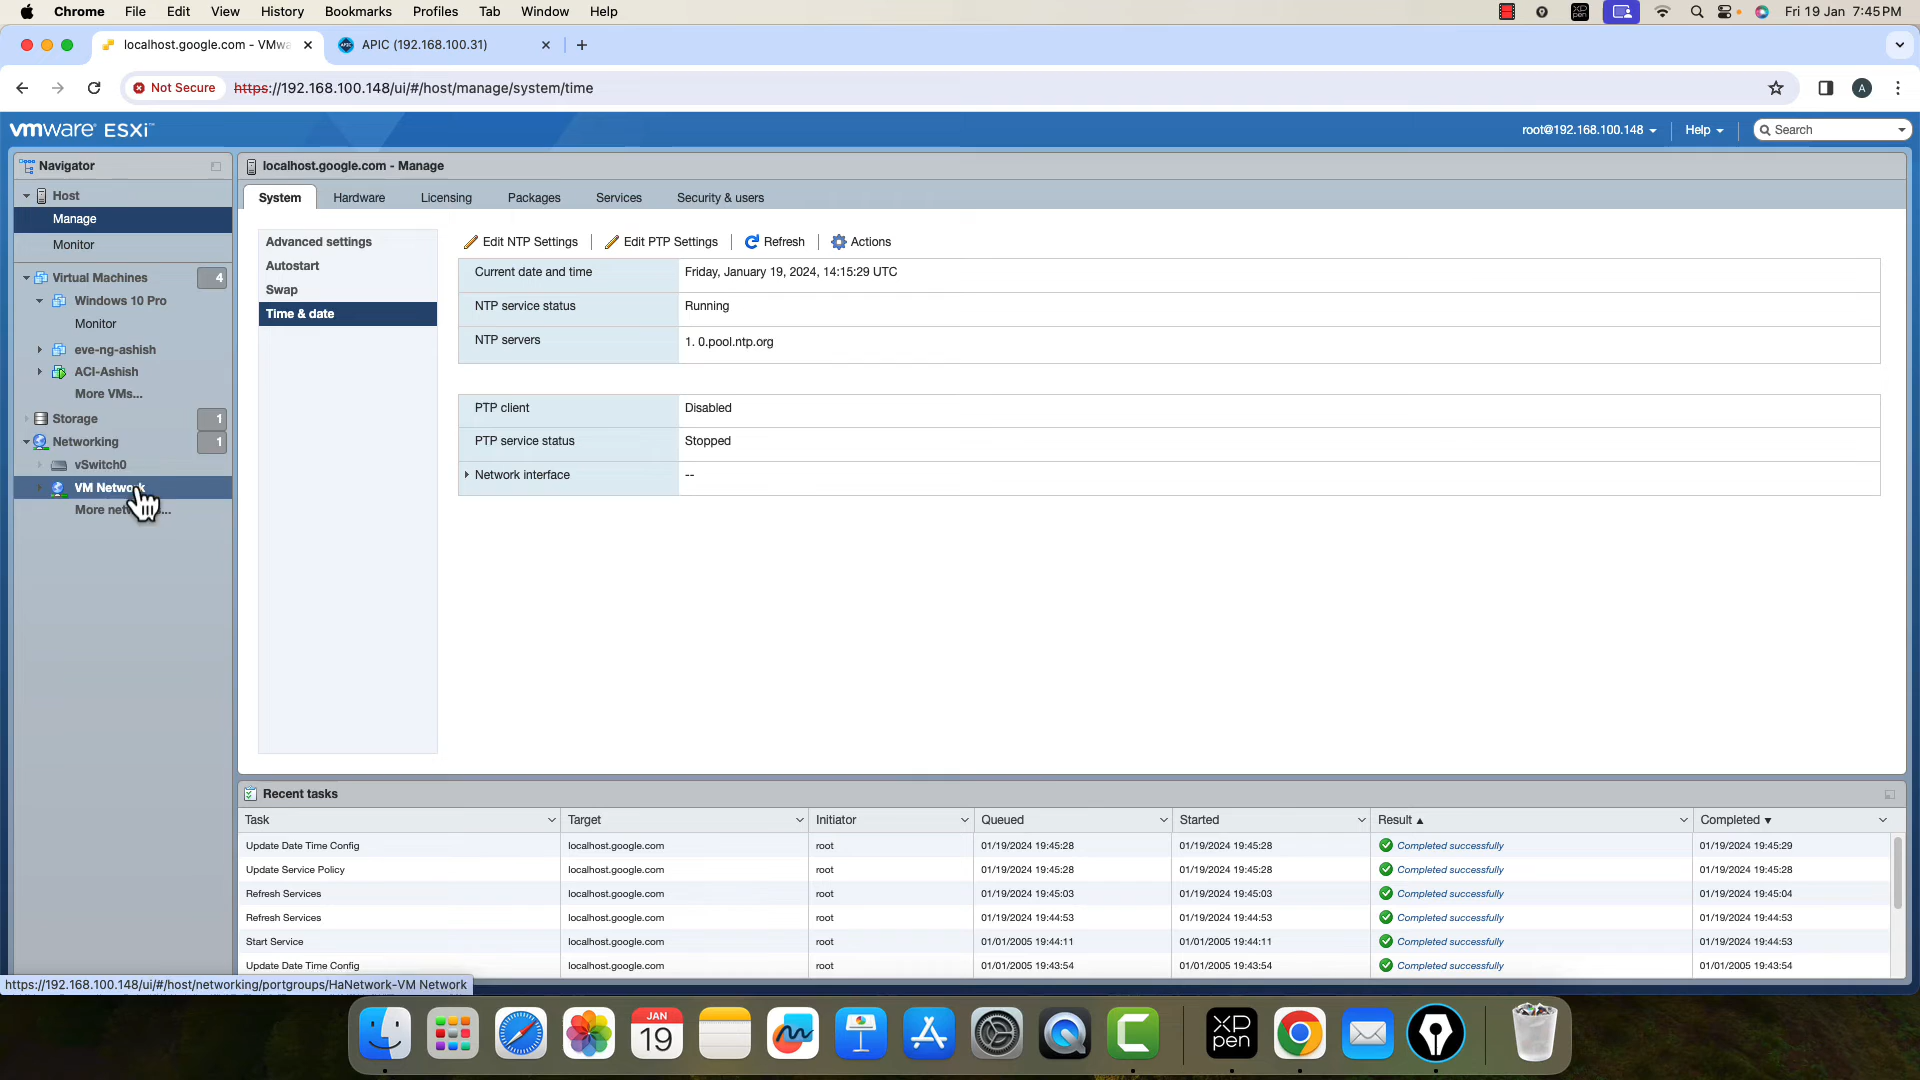 Chrome File Edit View History Bookmarks Profiles Tab Window Help Fri 19 Jan 7:45 PM
localhost.google.com - VMwa APIC (192.168.100.31)
Not Secure https://192.168.100.148/ui/#/host/manage/system/time A
vmware ESXi root@192.168.100.148 Help Search
Navigator
Host
Manage
Monitor
Virtual Machines 4
Windows 10 Pro
Monitor
eve-ng-ashish
ACI-Ashish
More VMs...
Storage 1
Networking 1
vSwitch0
VM Network
More net...
localhost.google.com - Manage
System Hardware Licensing Packages Services Security & users
Advanced settings
Autostart
Swap
Time & date
Edit NTP Settings Edit PTP Settings Refresh Actions
Current date and time Friday, January 19, 2024, 14:15:29 UTC
NTP service status Running
NTP servers 1. 0.pool.ntp.org
PTP client Disabled
PTP service status Stopped
Network interface --
Recent tasks
Task Target Initiator Queued Started Result Completed
Update Date Time Config localhost.google.com root 01/19/2024 19:45:28 01/19/2024 19:45:28 Completed successfully 01/19/2024 19:45:29
Update Service Policy localhost.google.com root 01/19/2024 19:45:28 01/19/2024 19:45:28 Completed successfully 01/19/2024 19:45:28
Refresh Services localhost.google.com root 01/19/2024 19:45:03 01/19/2024 19:45:03 Completed successfully 01/19/2024 19:45:04
Refresh Services localhost.google.com root 01/19/2024 19:44:53 01/19/2024 19:44:53 Completed successfully 01/19/2024 19:44:53
Start Service localhost.google.com root 01/01/2005 19:44:11 01/01/2005 19:44:11 Completed successfully 01/19/2024 19:44:53
Update Date Time Config localhost.google.com root 01/01/2005 19:43:54 01/01/2005 19:43:54 Completed successfully 01/01/2005 19:43:54
https://192.168.100.148/ui/#/host/networking/portgroups/HaNetwork-VM Network
JAN
19
XP
pen